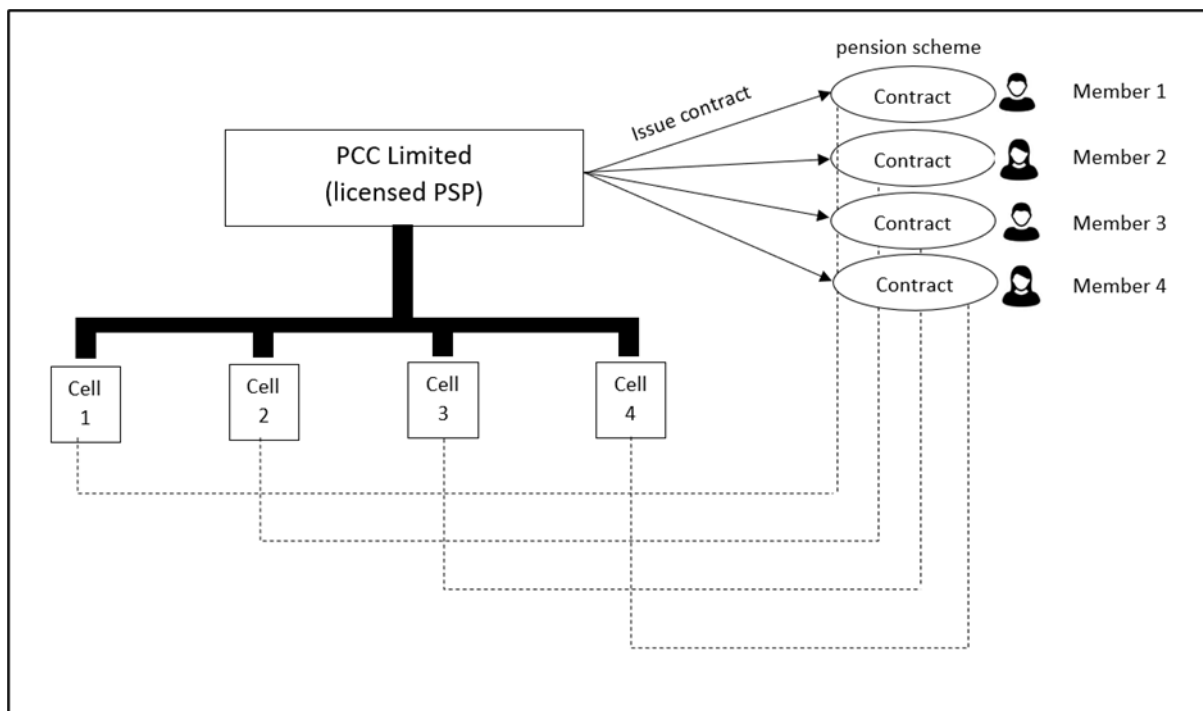 pension scheme
Contract
Member 1
Issue contract
PCC Limited
(licensed PSP)
Contract
Member 2
Contract
Member 3
Contract
Member 4
Cell
1
Cell
2
Cell
3
Cell
4